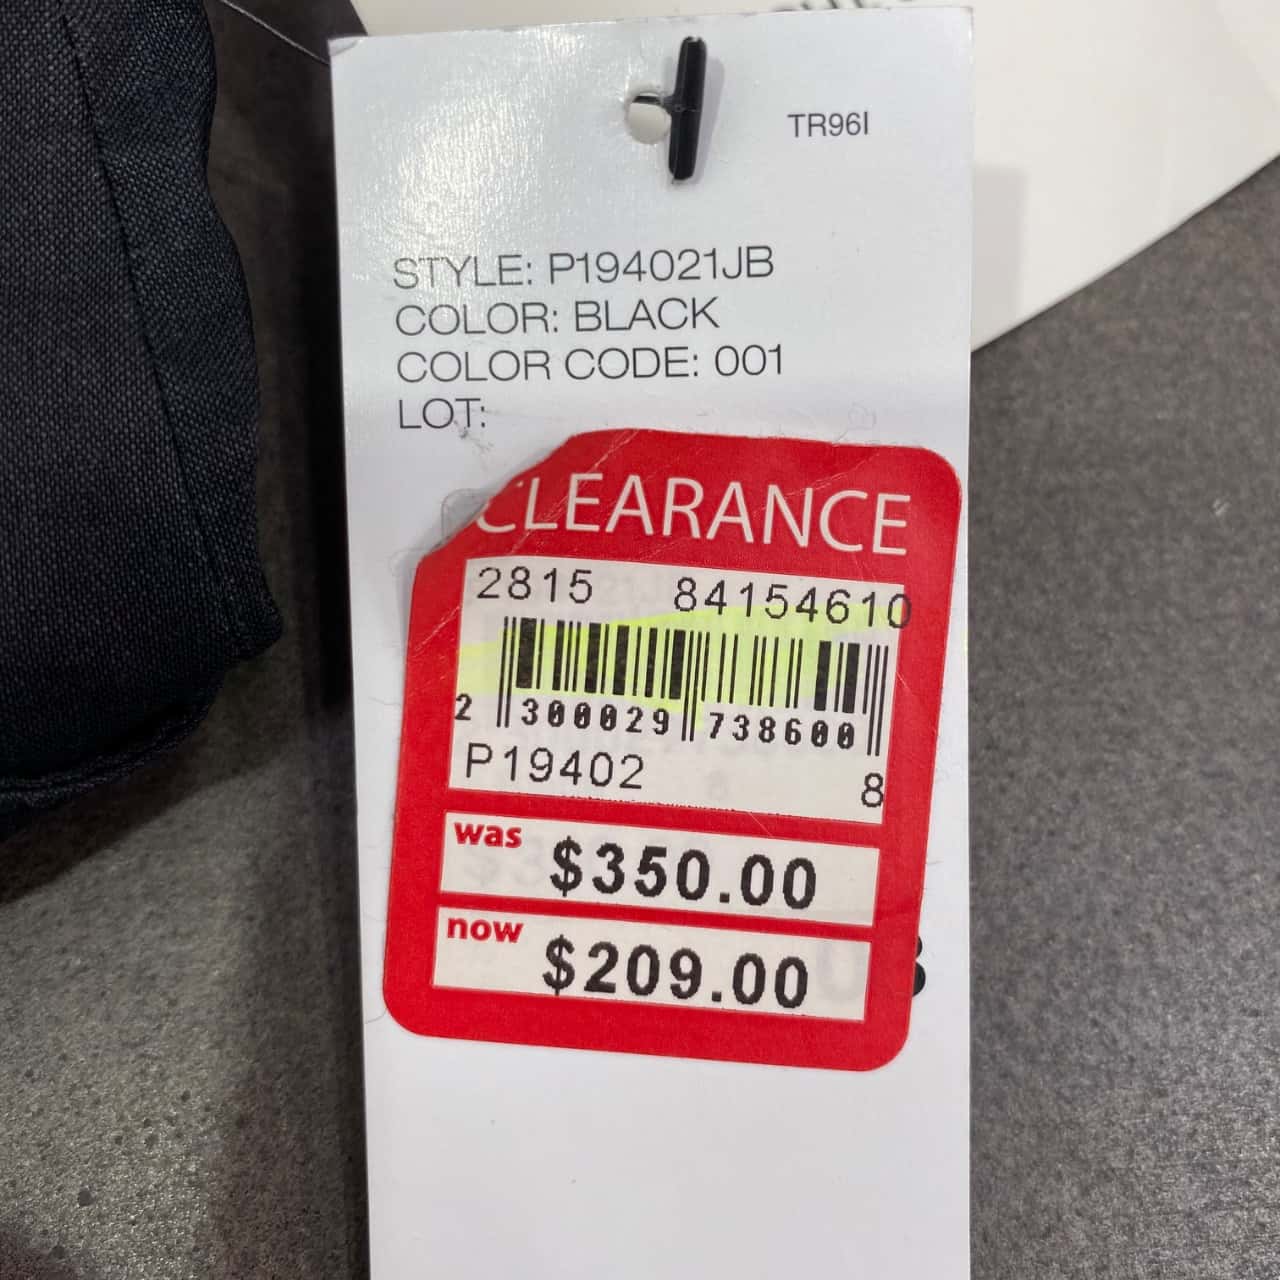 TR96I
STYLE: P194021JB
COLOR: BLACK
COLOR CODE: 001
LOT:
CLEARANCE
2815 84154610
2 300029 738600
P19402 8
was $350.00
now $209.00